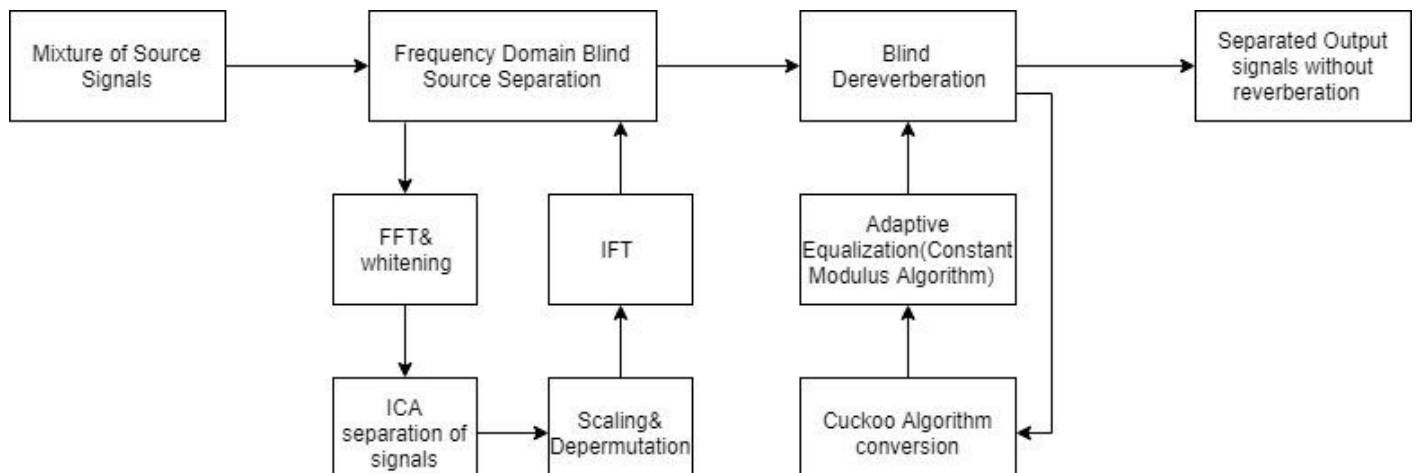 Mixture of Source
Signals
Frequency Domain Blind
Source Separation
Blind
Dereverberation
Separated Output
signals without
reverberation
FFT&
whitening
IFT
Adaptive
Equalization(Constant
Modulus Algorithm)
ICA
separation of
signals
Scaling&
Depermutation
Cuckoo Algorithm
conversion